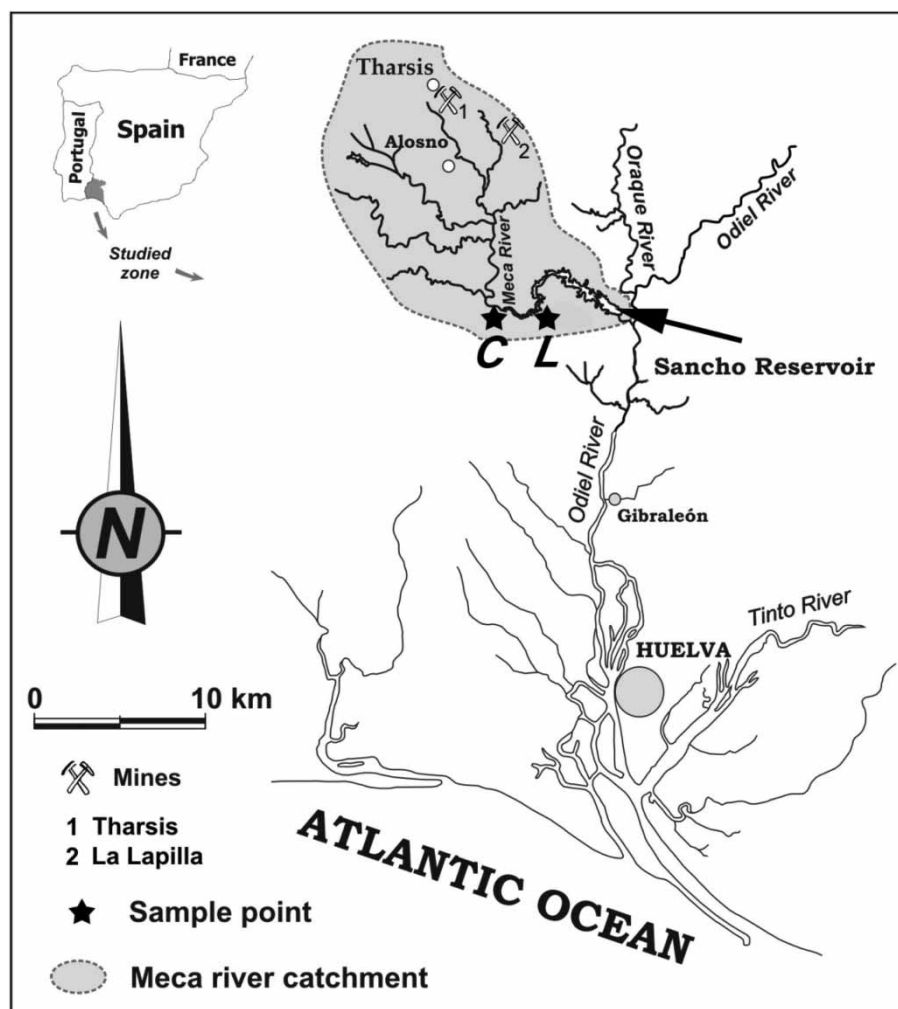 France
Spain
Portugal
Studied
zone
N
0 10 km
Mines
1 Tharsis
2 La Lapilla
Sample point
Meca river catchment
Tharsis
1
2
Alosno
Meca River
C L
Oraque River
Odiel River
Sancho Reservoir
Odiel River
Gibraleón
Tinto River
HUELVA
ATLANTIC OCEAN